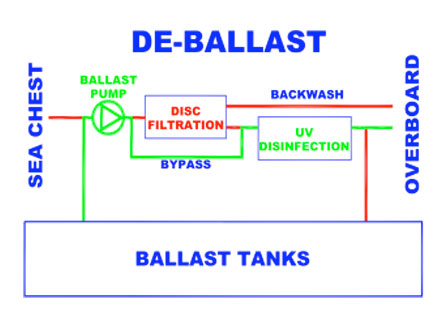 DE-BALLAST
BALLAST
PUMP
BACKWASH
DISC
FILTRATION
UV
DISINFECTION
BYPASS
SEA CHEST
OVERBOARD
BALLAST TANKS